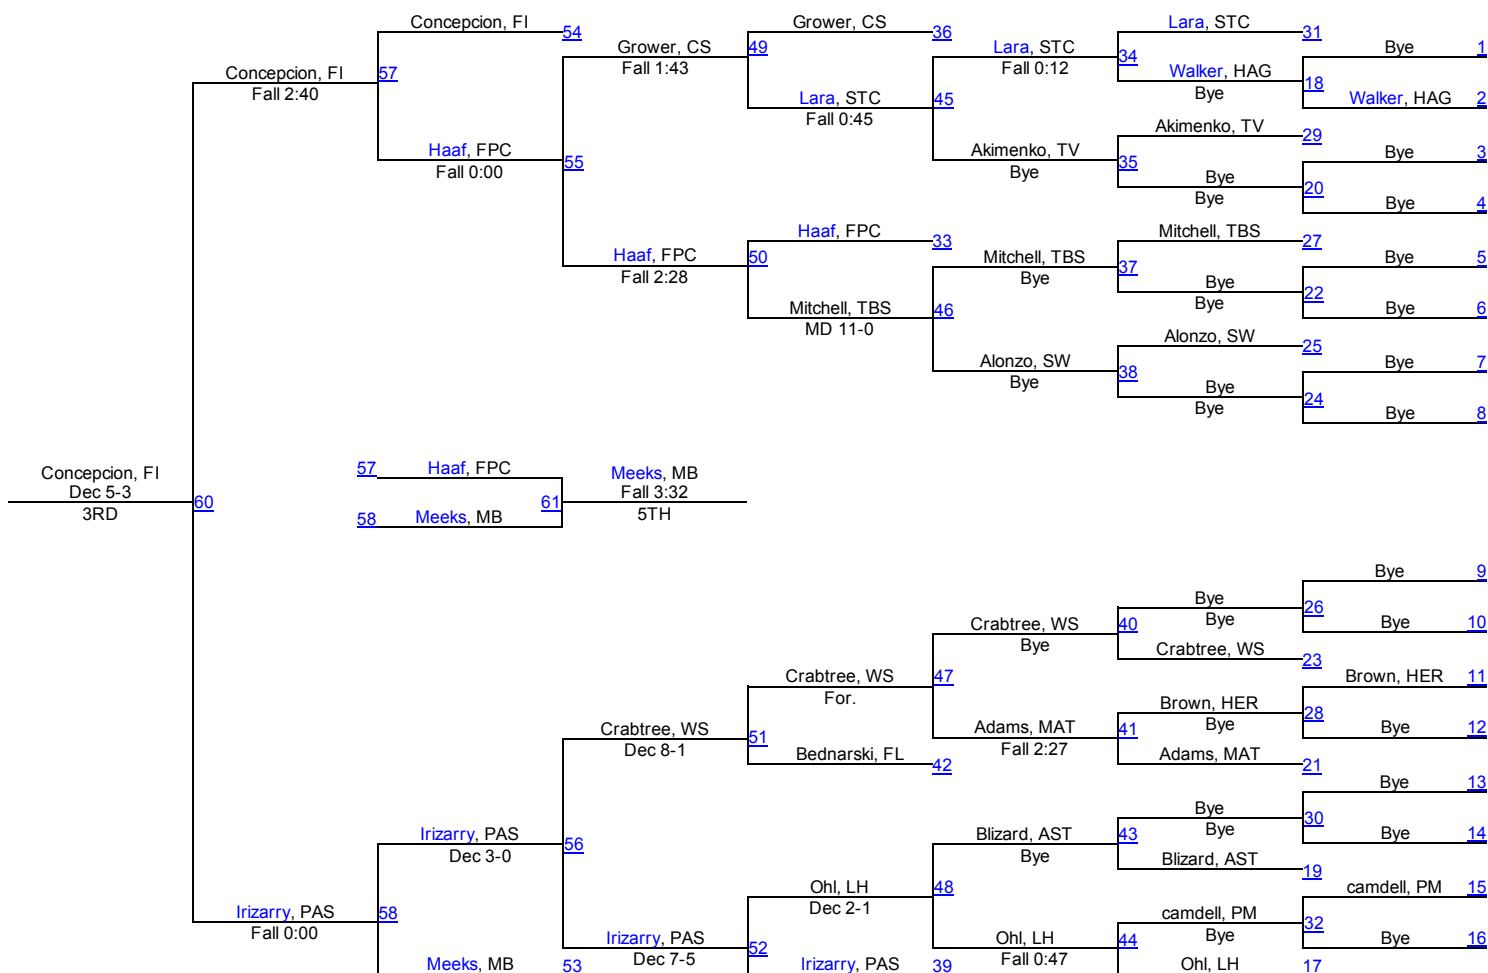 Concepcion, FI 54
Grower, CS 36
Lara, STC 31
Bye 1
Grower, CS 49
Fall 1:43
Lara, STC 34
Fall 0:12
Concepcion, FI 57
Fall 2:40
Walker, HAG 18
Bye
Walker, HAG 2
Lara, STC 45
Fall 0:45
Akimenko, TV 29
Bye 3
Haaf, FPC 55
Fall 0:00
Akimenko, TV 35
Bye
Bye 20
Bye
Bye 4
Haaf, FPC 33
Mitchell, TBS 27
Haaf, FPC 50
Fall 2:28
Mitchell, TBS 37
Bye
Bye 5
Bye 22
Bye
Mitchell, TBS 46
MD 11-0
Bye 6
Alonzo, SW 25
Alonzo, SW 38
Bye
Bye 7
Bye 24
Bye
Bye 8
Concepcion, FI
Dec 5-3 60
3RD
57 Haaf, FPC
Meeks, MB
61 Fall 3:32
5TH
58 Meeks, MB
Bye 9
Bye 26
Bye
Crabtree, WS 40
Bye
Bye 10
Crabtree, WS 23
Crabtree, WS 47
For.
Brown, HER 11
Brown, HER 28
Bye
Crabtree, WS 51
Dec 8-1
Adams, MAT 41
Fall 2:27
Bye 12
Bednarski, FL 42
Adams, MAT 21
Bye 13
Bye 30
Bye
Irizarry, PAS 56
Dec 3-0
Blizard, AST 43
Bye
Bye 14
Blizard, AST 19
Ohl, LH 48
Dec 2-1
camdell, PM 15
Irizarry, PAS 58
Fall 0:00
camdell, PM 32
Bye
Irizarry, PAS 52
Dec 7-5
Ohl, LH 44
Fall 0:47
Bye 16
Meeks, MB 53
Irizarry, PAS 39
Ohl, LH 17